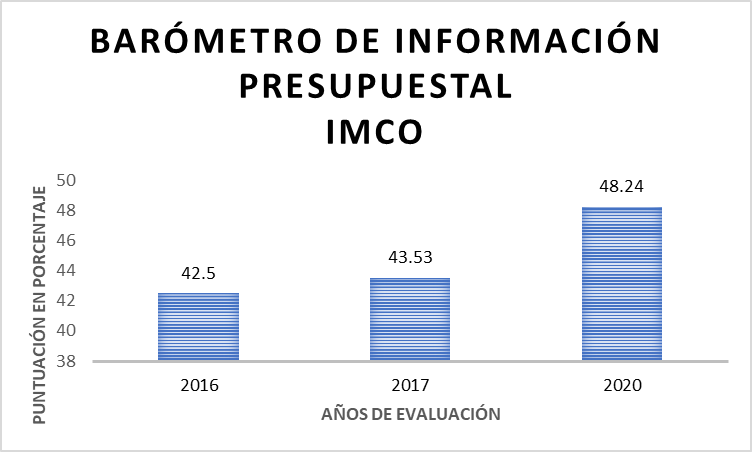 BARÓMETRO DE INFORMACIÓN
PRESUPUESTAL
IMCO
PUNTUACIÓN EN PORCENTAJE
50
48
46
44
42
40
38
42.5
43.53
48.24
2016
2017
2020
AÑOS DE EVALUACIÓN